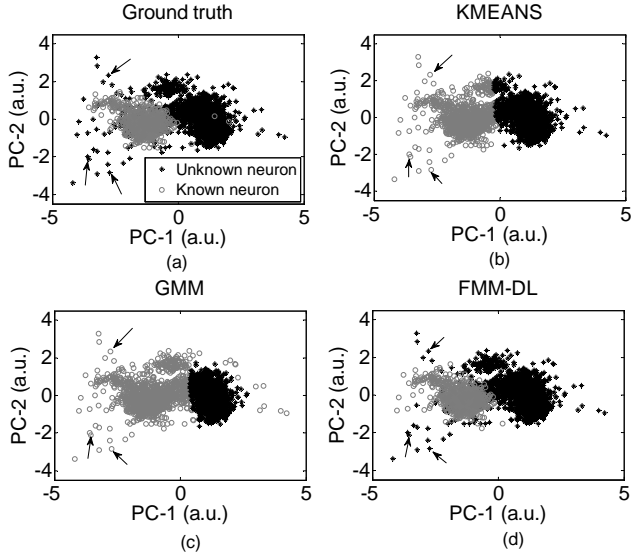 Ground truth
KMEANS
4
2
0
-2
-4
PC-2 (a.u.)
Unknown neuron
Known neuron
-5
0
5
PC-1 (a.u.)
(a)
4
2
0
-2
-4
PC-2 (a.u.)
-5
0
5
PC-1 (a.u.)
(b)
GMM
FMM-DL
4
2
0
-2
-4
PC-2 (a.u.)
-5
0
5
PC-1 (a.u.)
(c)
4
2
0
-2
-4
PC-2 (a.u.)
-5
0
5
PC-1 (a.u.)
(d)